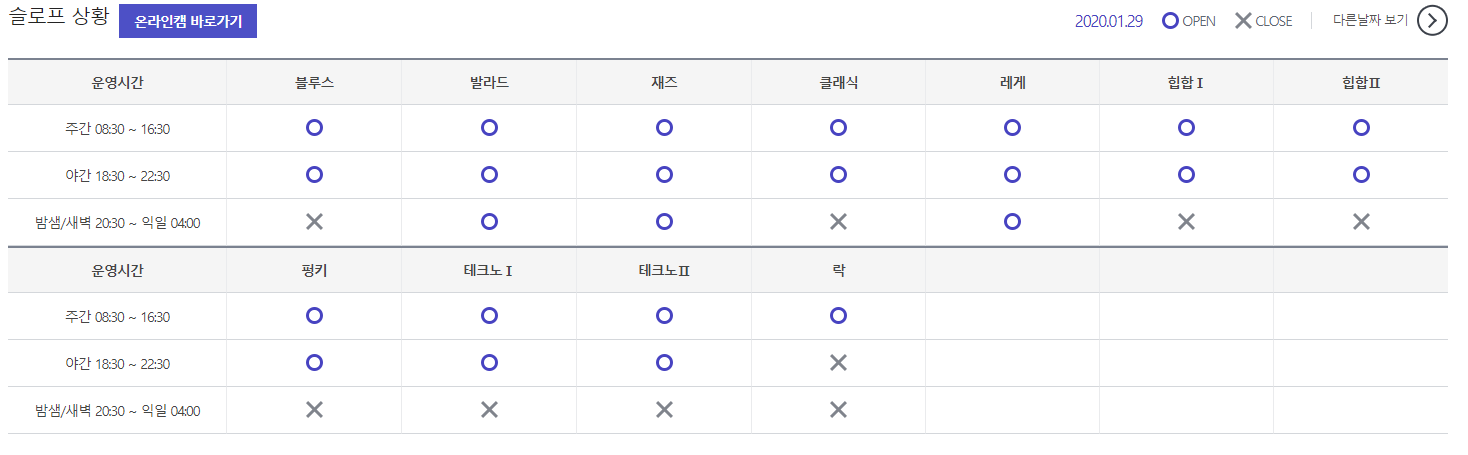 슬로프 상황 온라인캠 바로가기 2020.01.29 OPEN CLOSE 다른날짜 보기
운영시간 블루스 발라드 재즈 클래식 레게 힙합 I 힙합II
주간 08:30 ~ 16:30
야간 18:30 ~ 22:30
밤샘/새벽 20:30 ~ 익일 04:00
운영시간 펑키 테크노 I 테크노II 락
주간 08:30 ~ 16:30
야간 18:30 ~ 22:30
밤샘/새벽 20:30 ~ 익일 04:00